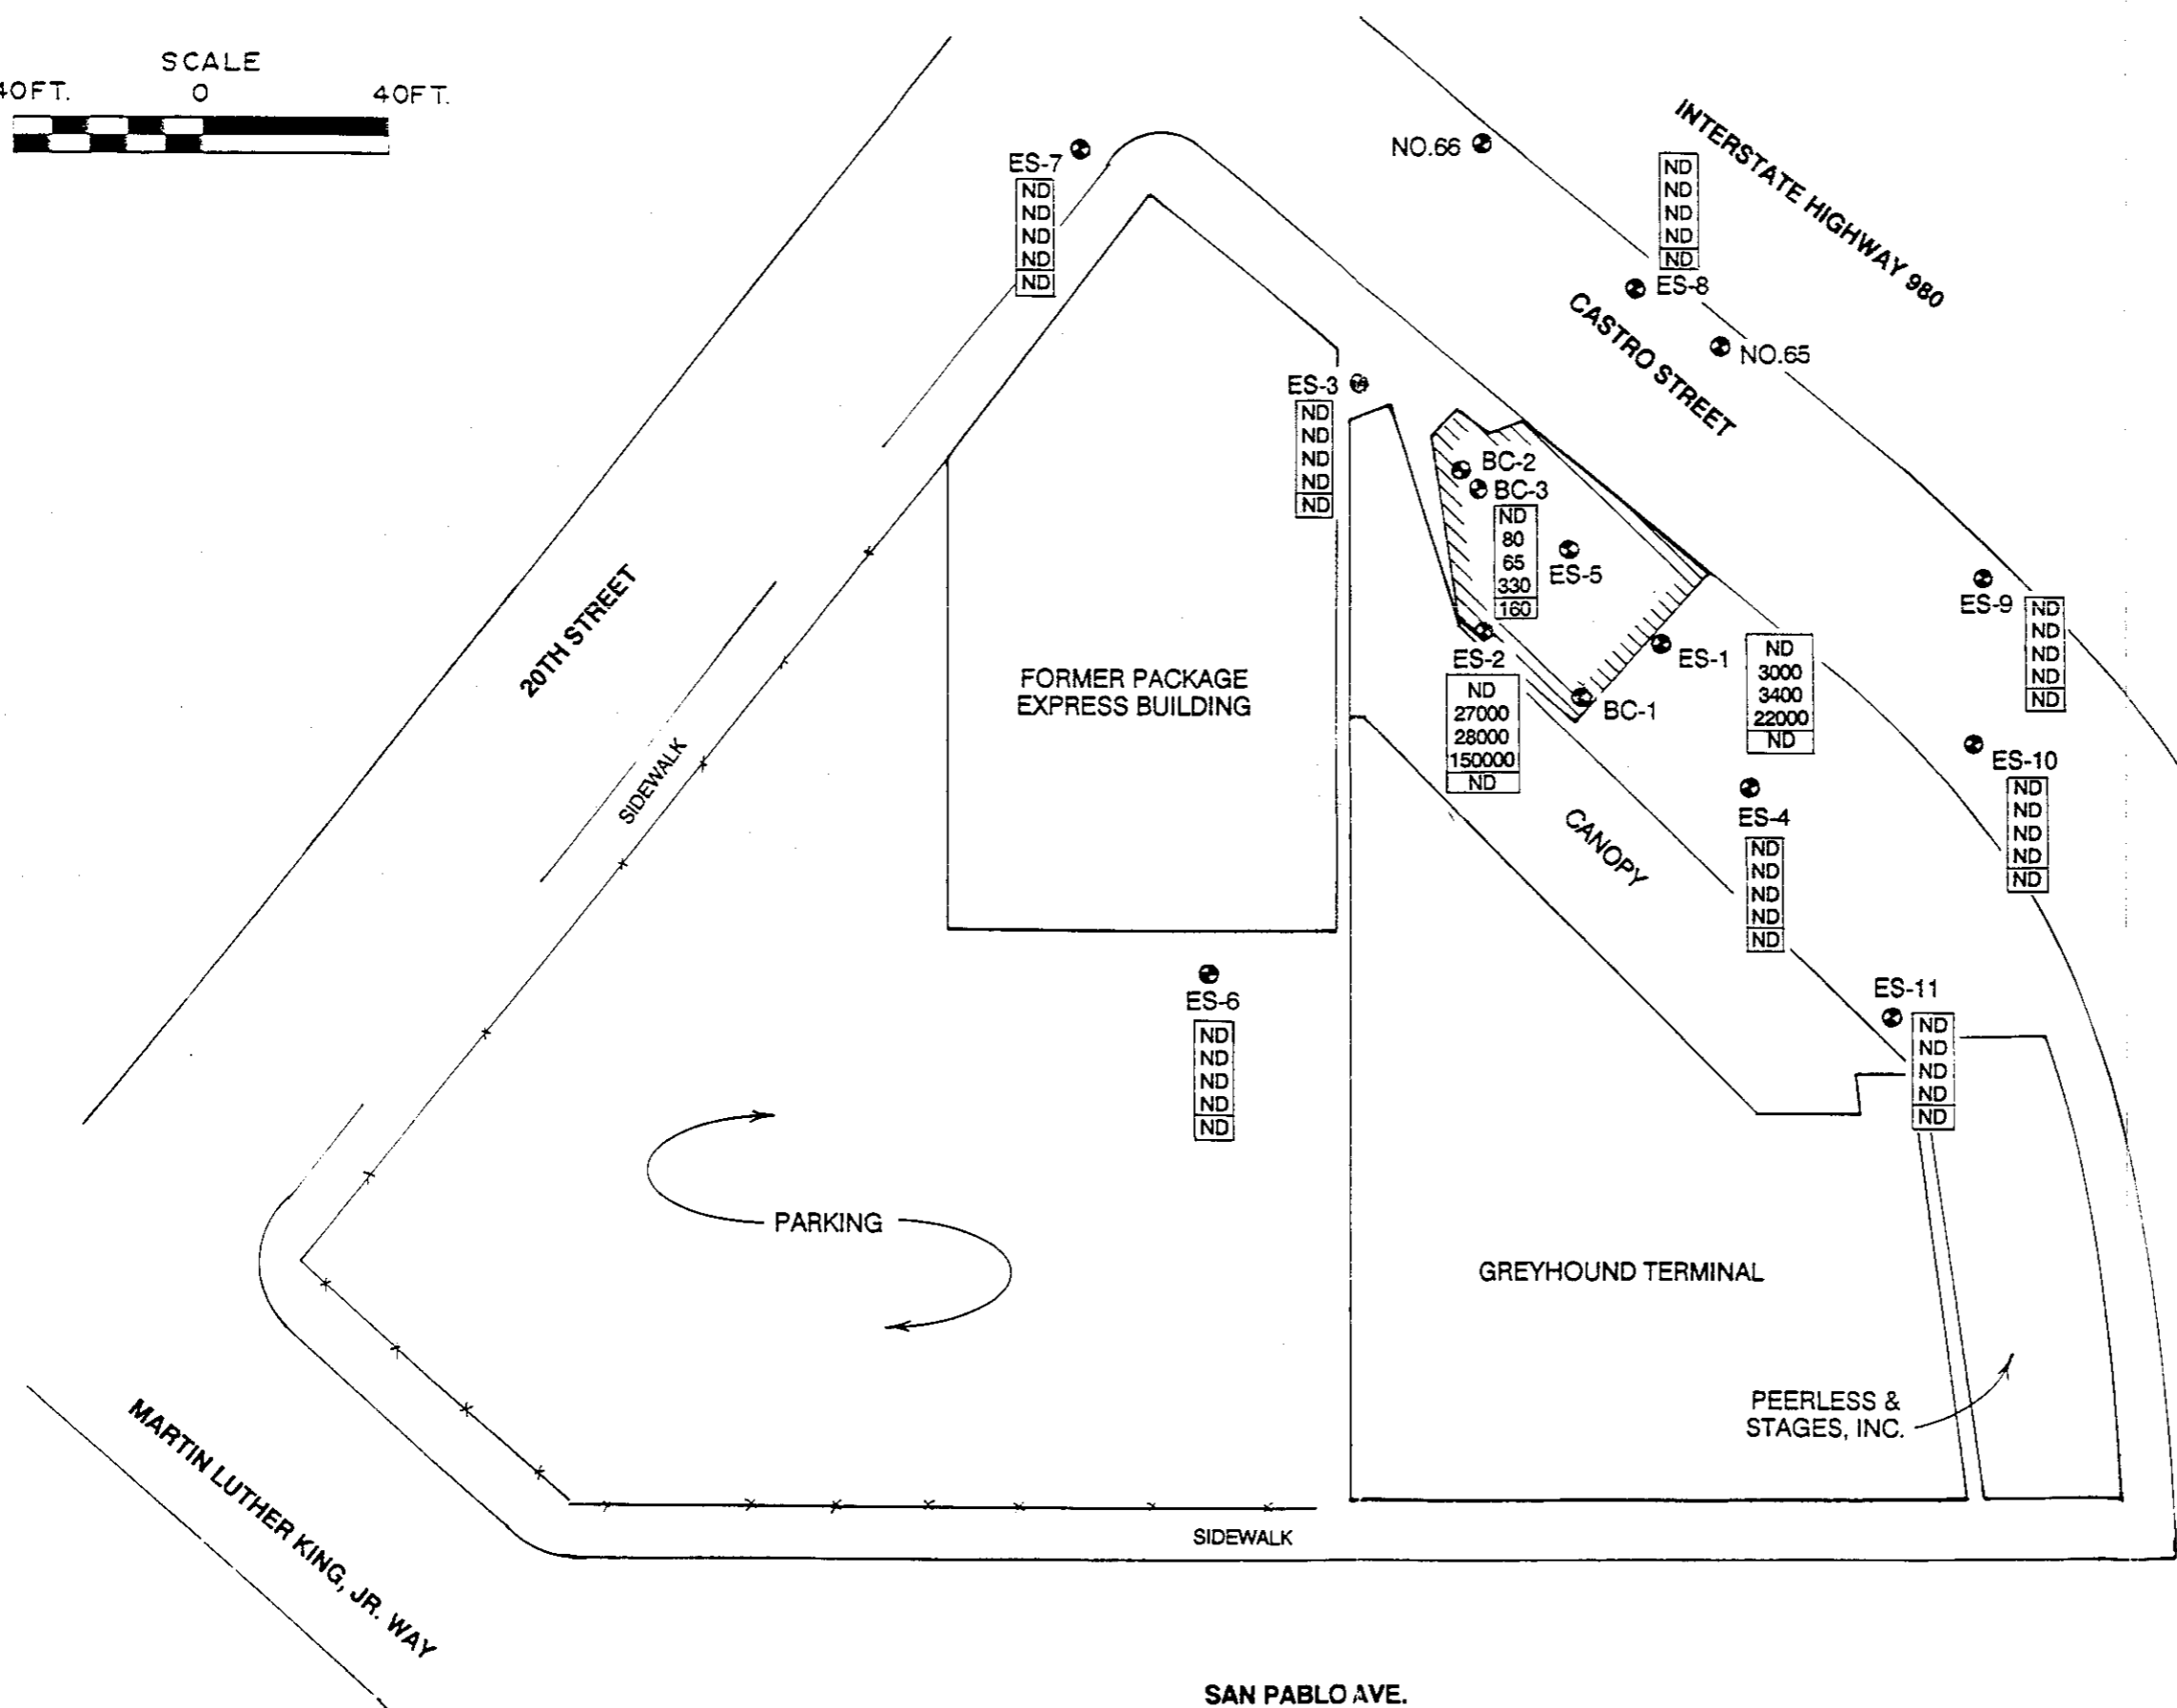 SCALE
40FT. 0 40FT.
INTERSTATE HIGHWAY 980
NO.66
ES-7
ND
ND
ND
ND
ND
ND
ND
ND
ND
ND
ES-8
CASTRO STREET
NO.65
ES-3
ND
ND
ND
ND
ND
BC-2
BC-3
ND
80
65
330
160
ES-5
ES-9
ND
ND
ND
ND
ND
20TH STREET
FORMER PACKAGE
EXPRESS BUILDING
ES-2
ND
27000
28000
150000
ND
ES-1
ND
3000
3400
22000
ND
BC-1
SIDEWALK
ES-10
ND
ND
ND
ND
ND
CANOPY
ES-4
ND
ND
ND
ND
ND
ES-6
ND
ND
ND
ND
ND
ES-11
ND
ND
ND
ND
ND
PARKING
GREYHOUND TERMINAL
PEERLESS &
STAGES, INC.
MARTIN LUTHER KING, JR. WAY
SIDEWALK
SAN PABLO AVE.